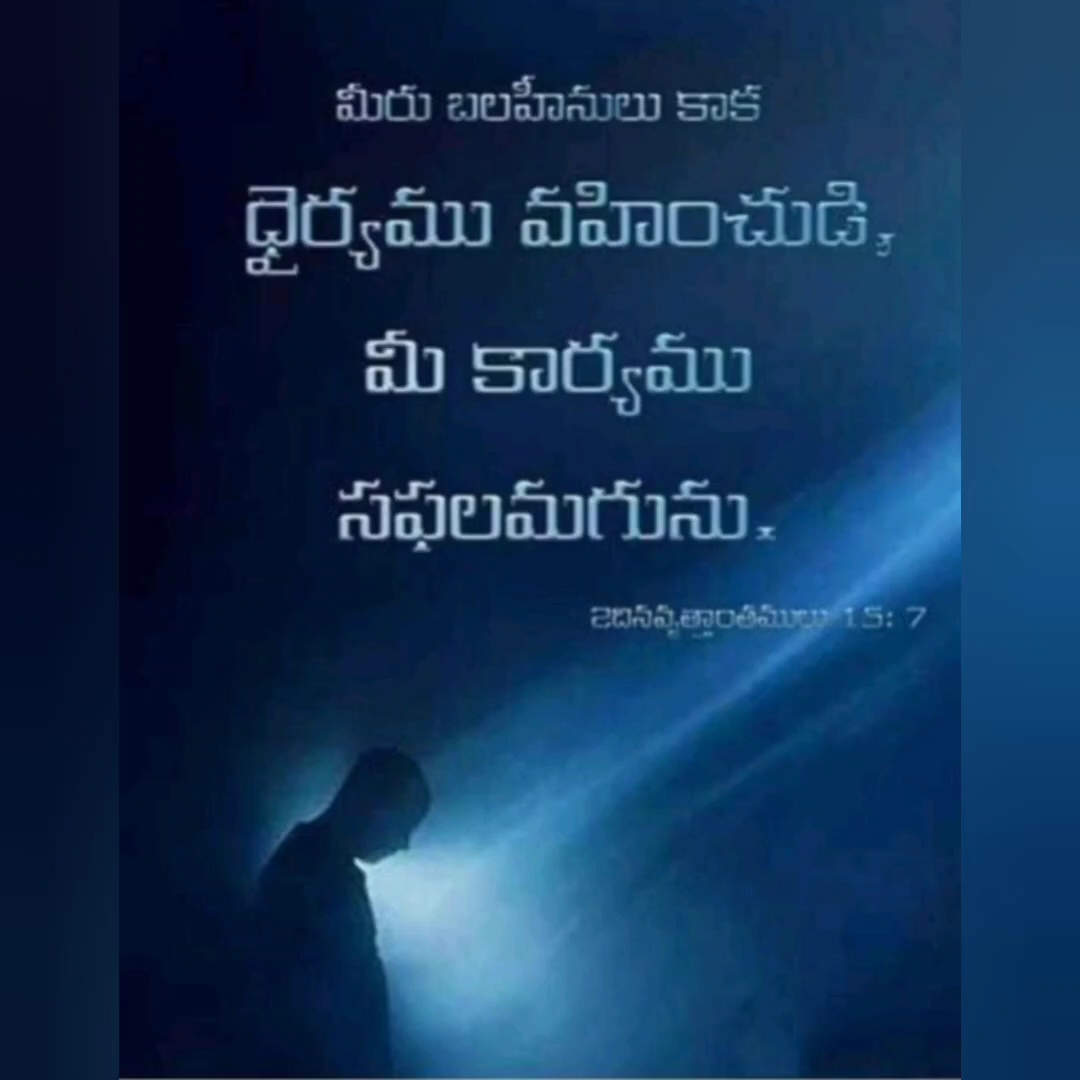 మీరు బలహీనులు కాక
ధైర్యము వహించుడి,
మీ కార్యము
సఫలమగును.
2దినవృత్తాంతములు 15: 7